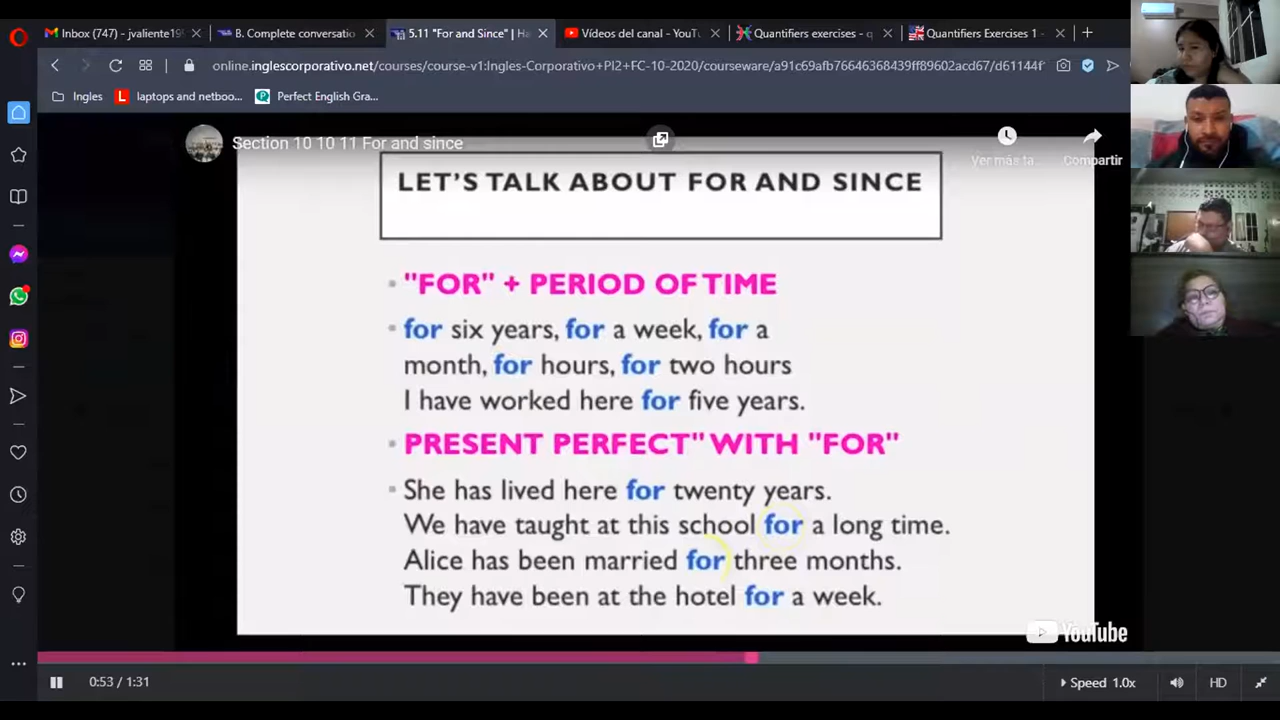 Inbox (747) - jvaliente19
B. Complete conversatio
5.11 "For and Since" | Ha
Vídeos del canal - YouTu
Quantifiers exercises - q
Quantifiers Exercises 1 -
online.inglescorporativo.net/courses/course-v1:Ingles-Corporativo+PI2+FC-10-2020/courseware/a91c69afb76646368439ff89602acd67/d61144f
Ingles
laptops and netboo...
Perfect English Gra...
Section 10 10 11 For and since
Ver más ta...
Compartir
LET'S TALK ABOUT FOR AND SINCE
"FOR" + PERIOD OF TIME
for six years, for a week, for a
month, for hours, for two hours
I have worked here for five years.
PRESENT PERFECT" WITH "FOR"
She has lived here for twenty years.
We have taught at this school for a long time.
Alice has been married for three months.
They have been at the hotel for a week.
YouTube
0:53 / 1:31
Speed 1.0x
HD